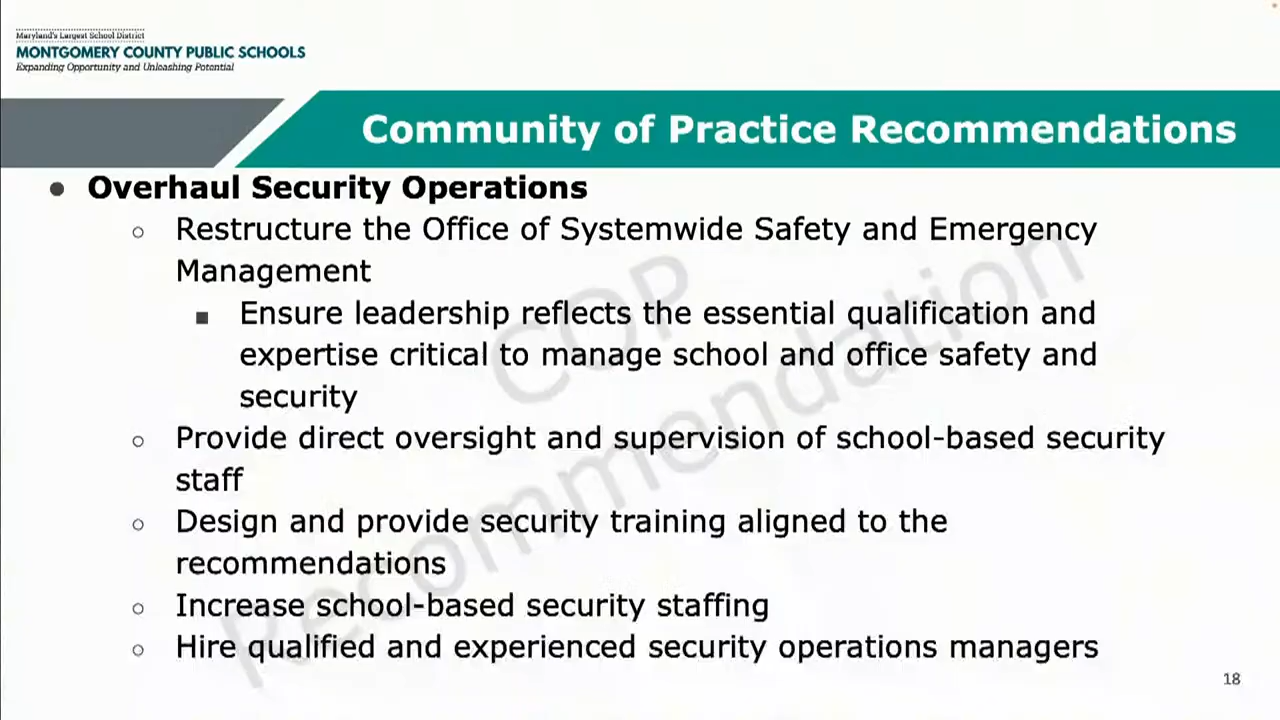 Maryland's Largest School District
MONTGOMERY COUNTY PUBLIC SCHOOLS
Expanding Opportunity and Unleashing Potential
Community of Practice Recommendations
● Overhaul Security Operations
○ Restructure the Office of Systemwide Safety and Emergency
Management
■ Ensure leadership reflects the essential qualification and
expertise critical to manage school and office safety and
security
○ Provide direct oversight and supervision of school-based security
staff
○ Design and provide security training aligned to the
recommendations
○ Increase school-based security staffing
○ Hire qualified and experienced security operations managers
COP
Recommendation
18